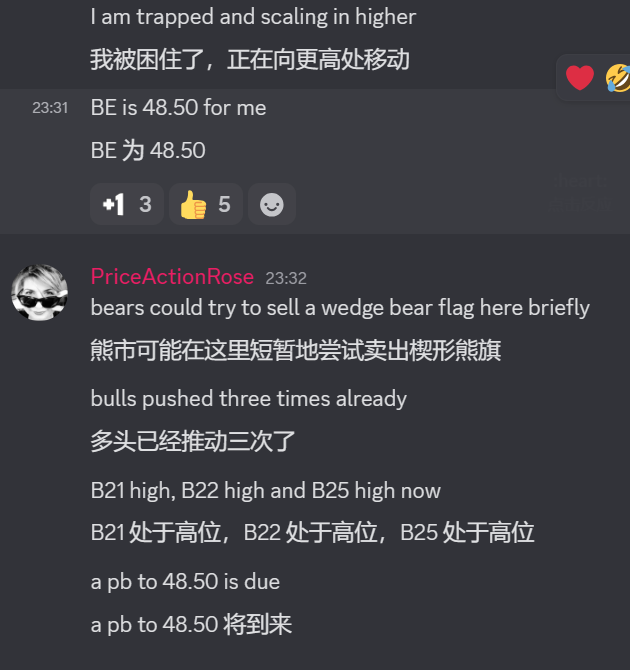 I am trapped and scaling in higher
我被困住了，正在向更高处移动
23:31 BE is 48.50 for me
BE 为 48.50
+1 3 5
PriceActionRose 23:32
bears could try to sell a wedge bear flag here briefly
熊市可能在这里短暂地尝试卖出楔形熊旗
bulls pushed three times already
多头已经推动三次了
B21 high, B22 high and B25 high now
B21 处于高位，B22 处于高位，B25 处于高位
a pb to 48.50 is due
a pb to 48.50 将到来